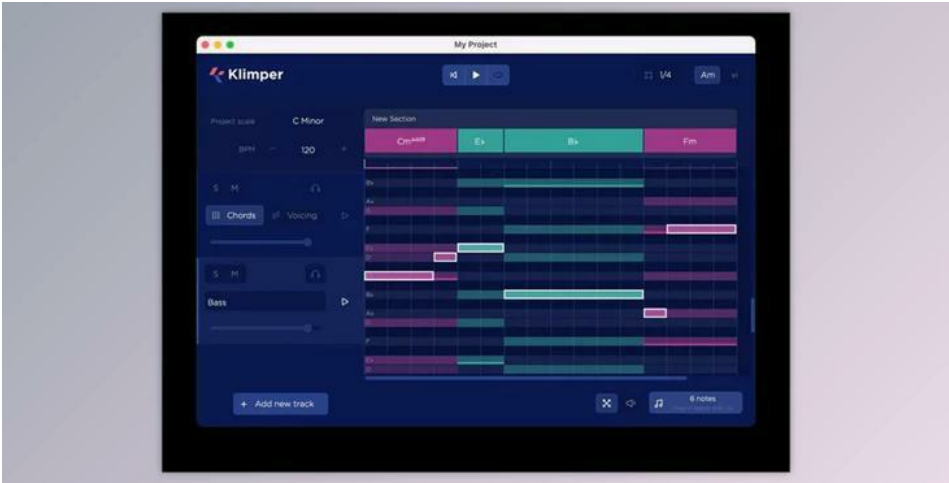 My Project
Klimper
1/4
Am
Project scale
C Minor
New Section
BPM
−
120
+
Cmadd9
E♭
B♭
Fm
S M
B♭
A♭
G
Chords
Voicing
F
E♭
D
S M
Bass
B♭
A♭
G
F
E♭
D
+ Add new track
6 notes